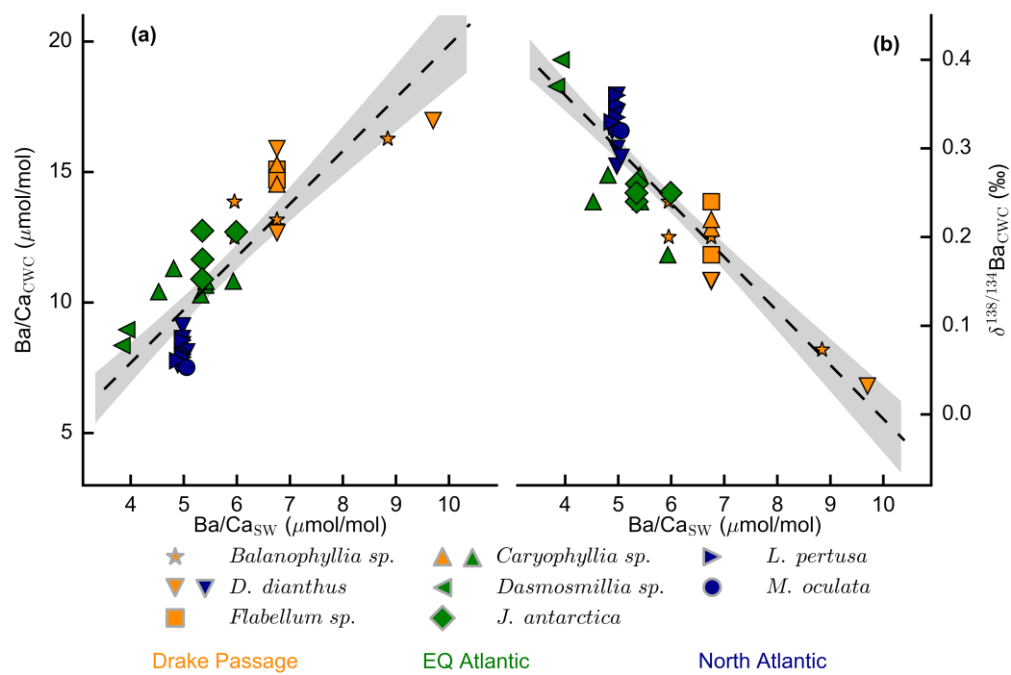 (a)
20
15
10
5
Ba/Ca_CWC (μmol/mol)
4 5 6 7 8 9 10
Ba/Ca_SW (μmol/mol)
(b)
0.4
0.3
0.2
0.1
0.0
δ^138/134Ba_CWC (‰)
4 5 6 7 8 9 10
Ba/Ca_SW (μmol/mol)
Balanophyllia sp. Caryophyllia sp. L. pertusa
D. dianthus Dasmosmillia sp. M. oculata
Flabellum sp. J. antarctica
Drake Passage EQ Atlantic North Atlantic